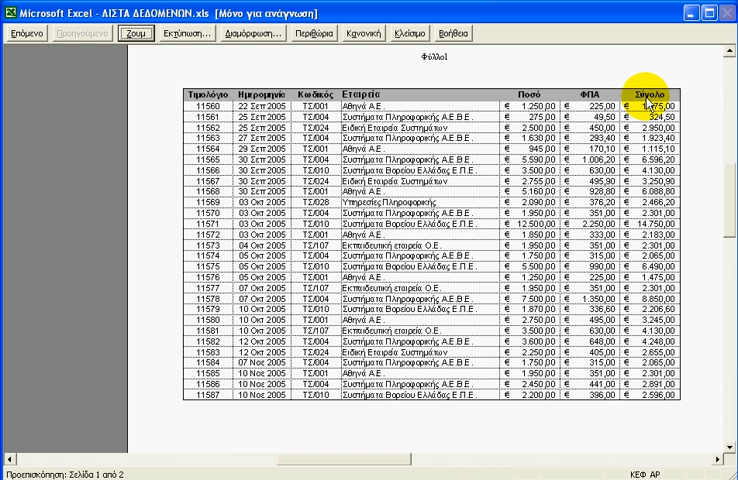 Microsoft Excel - ΛΙΣΤΑ ΔΕΔΟΜΕΝΩΝ.xls [Μόνο για ανάγνωση]
Επόμενο Προηγούμενο Ζουμ Εκτύπωση... Διαμόρφωση... Περιθώρια Κανονική Κλείσιμο Βοήθεια
Φύλλο1
Τιμολόγιο Ημερομηνία Κωδικός Εταιρεία Ποσό ΦΠΑ Σύνολο
11560 22 Σεπ 2005 ΤΣ/001 Αθηνά Α.Ε. € 1.250,00 € 225,00 € 1.475,00
11561 25 Σεπ 2005 ΤΣ/004 Συστήματα Πληροφορικής Α.Ε.Β.Ε. € 275,00 € 49,50 € 324,50
11562 25 Σεπ 2005 ΤΣ/024 Ειδική Εταιρεία Συστημάτων € 2.500,00 € 450,00 € 2.950,00
11563 27 Σεπ 2005 ΤΣ/004 Συστήματα Πληροφορικής Α.Ε.Β.Ε. € 1.630,00 € 293,40 € 1.923,40
11564 29 Σεπ 2005 ΤΣ/001 Αθηνά Α.Ε. € 945,00 € 170,10 € 1.115,10
11565 30 Σεπ 2005 ΤΣ/004 Συστήματα Πληροφορικής Α.Ε.Β.Ε. € 5.590,00 € 1.006,20 € 6.596,20
11566 30 Σεπ 2005 ΤΣ/010 Συστήματα Βορείου Ελλάδας Ε.Π.Ε. € 3.500,00 € 630,00 € 4.130,00
11567 30 Σεπ 2005 ΤΣ/024 Ειδική Εταιρεία Συστημάτων € 2.755,00 € 495,90 € 3.250,90
11568 30 Σεπ 2005 ΤΣ/001 Αθηνά Α.Ε. € 5.160,00 € 928,80 € 6.088,80
11569 03 Οκτ 2005 ΤΣ/028 Υπηρεσίες Πληροφορικής € 2.090,00 € 376,20 € 2.466,20
11570 03 Οκτ 2005 ΤΣ/004 Συστήματα Πληροφορικής Α.Ε.Β.Ε. € 1.950,00 € 351,00 € 2.301,00
11571 03 Οκτ 2005 ΤΣ/010 Συστήματα Βορείου Ελλάδας Ε.Π.Ε. € 12.500,00 € 2.250,00 € 14.750,00
11572 03 Οκτ 2005 ΤΣ/001 Αθηνά Α.Ε. € 1.850,00 € 333,00 € 2.183,00
11573 04 Οκτ 2005 ΤΣ/107 Εκπαιδευτική εταιρεία Ο.Ε. € 1.950,00 € 351,00 € 2.301,00
11574 05 Οκτ 2005 ΤΣ/004 Συστήματα Πληροφορικής Α.Ε.Β.Ε. € 1.750,00 € 315,00 € 2.065,00
11575 05 Οκτ 2005 ΤΣ/010 Συστήματα Βορείου Ελλάδας Ε.Π.Ε. € 5.500,00 € 990,00 € 6.490,00
11576 05 Οκτ 2005 ΤΣ/001 Αθηνά Α.Ε. € 1.250,00 € 225,00 € 1.475,00
11577 07 Οκτ 2005 ΤΣ/107 Εκπαιδευτική εταιρεία Ο.Ε. € 1.950,00 € 351,00 € 2.301,00
11578 07 Οκτ 2005 ΤΣ/004 Συστήματα Πληροφορικής Α.Ε.Β.Ε. € 7.500,00 € 1.350,00 € 8.850,00
11579 10 Οκτ 2005 ΤΣ/010 Συστήματα Βορείου Ελλάδας Ε.Π.Ε. € 1.870,00 € 336,60 € 2.206,60
11580 10 Οκτ 2005 ΤΣ/001 Αθηνά Α.Ε. € 2.750,00 € 495,00 € 3.245,00
11581 10 Οκτ 2005 ΤΣ/107 Εκπαιδευτική εταιρεία Ο.Ε. € 3.500,00 € 630,00 € 4.130,00
11582 12 Οκτ 2005 ΤΣ/004 Συστήματα Πληροφορικής Α.Ε.Β.Ε. € 3.600,00 € 648,00 € 4.248,00
11583 12 Οκτ 2005 ΤΣ/024 Ειδική Εταιρεία Συστημάτων € 2.250,00 € 405,00 € 2.655,00
11584 07 Νοε 2005 ΤΣ/004 Συστήματα Πληροφορικής Α.Ε.Β.Ε. € 1.750,00 € 315,00 € 2.065,00
11585 10 Νοε 2005 ΤΣ/001 Αθηνά Α.Ε. € 1.950,00 € 351,00 € 2.301,00
11586 10 Νοε 2005 ΤΣ/004 Συστήματα Πληροφορικής Α.Ε.Β.Ε. € 2.450,00 € 441,00 € 2.891,00
11587 10 Νοε 2005 ΤΣ/010 Συστήματα Βορείου Ελλάδας Ε.Π.Ε. € 2.200,00 € 396,00 € 2.596,00
Προεπισκόπηση: Σελίδα 1 από 2 ΚΕΦ ΑΡ